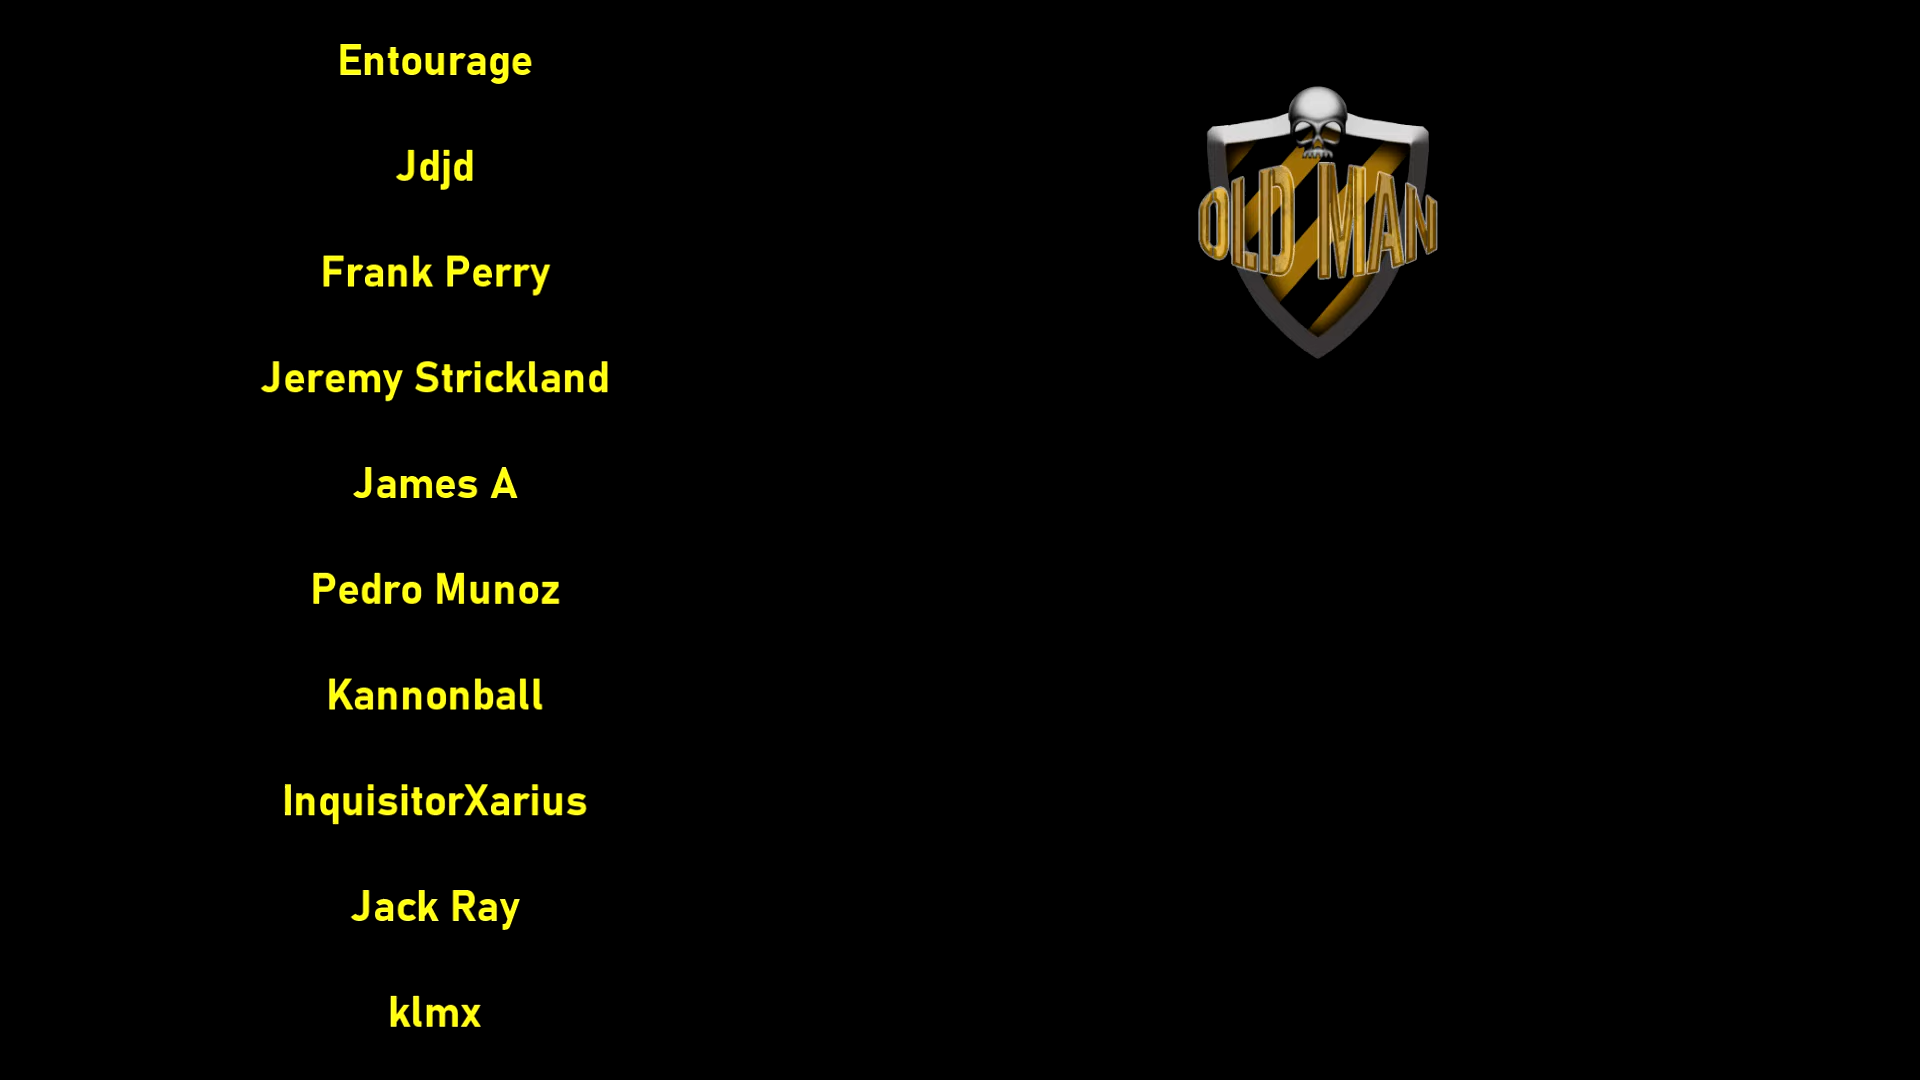 Entourage
Jdjd
Frank Perry
Jeremy Strickland
James A
Pedro Munoz
Kannonball
InquisitorXarius
Jack Ray
klmx
OLD MAN